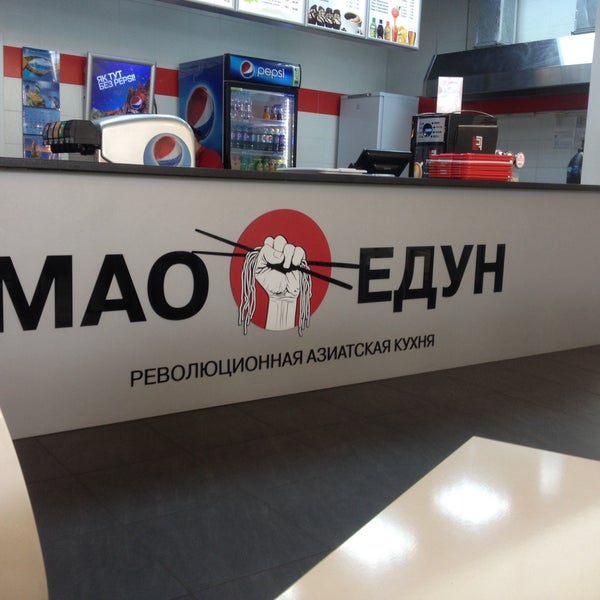 ЯК ТУТ
БЕЗ PEPSI!
pepsi
МАО ЕДУН
РЕВОЛЮЦИОННАЯ АЗИАТСКАЯ КУХНЯ